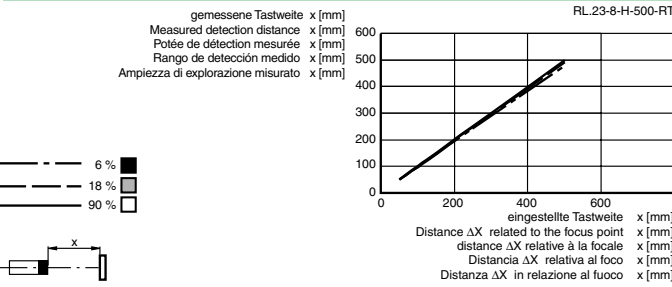 gemessene Tastweite x [mm]
Measured detection distance x [mm]
Potée de détection mesurée x [mm]
Rango de detección medido x [mm]
Ampiezza di explorazione misurato x [mm]
RL.23-8-H-500-RT
600
500
400
300
200
100
0
0 200 400 600
6 %
18 %
90 %
x
eingestellte Tastweite x [mm]
Distance ΔX related to the focus point x [mm]
distance ΔX relative à la focale x [mm]
Distancia ΔX relativa al foco x [mm]
Distanza ΔX in relazione al fuoco x [mm]